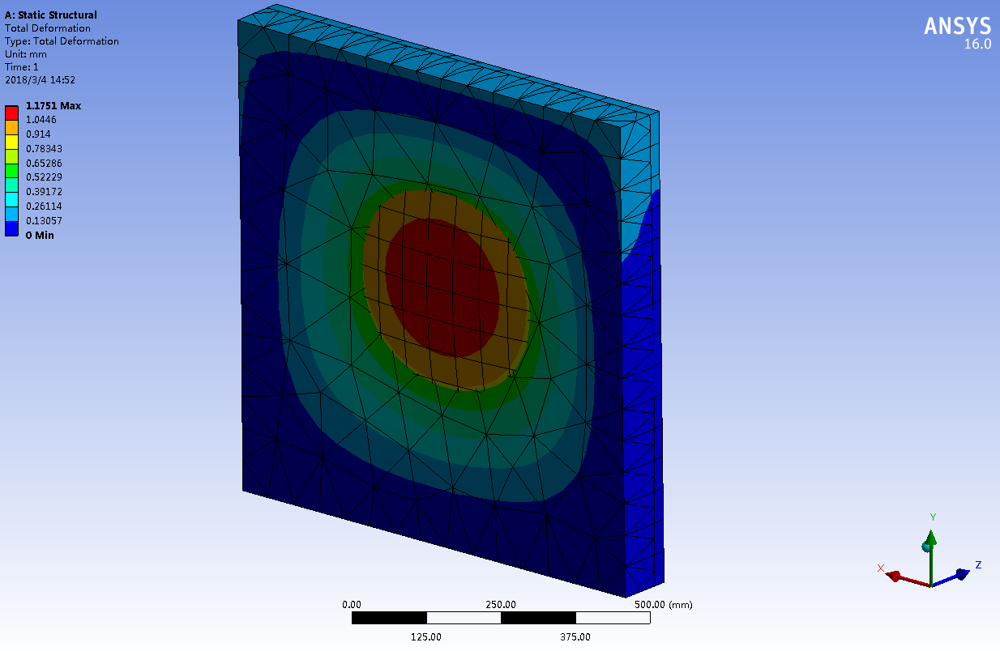 A: Static Structural
Total Deformation
Type: Total Deformation
Unit: mm
Time: 1
2018/3/4 14:52
1.1751 Max
1.0446
0.914
0.78343
0.65286
0.52229
0.39172
0.26114
0.13057
0 Min
ANSYS
16.0
Y
X
Z
0.00
250.00
500.00 (mm)
125.00
375.00